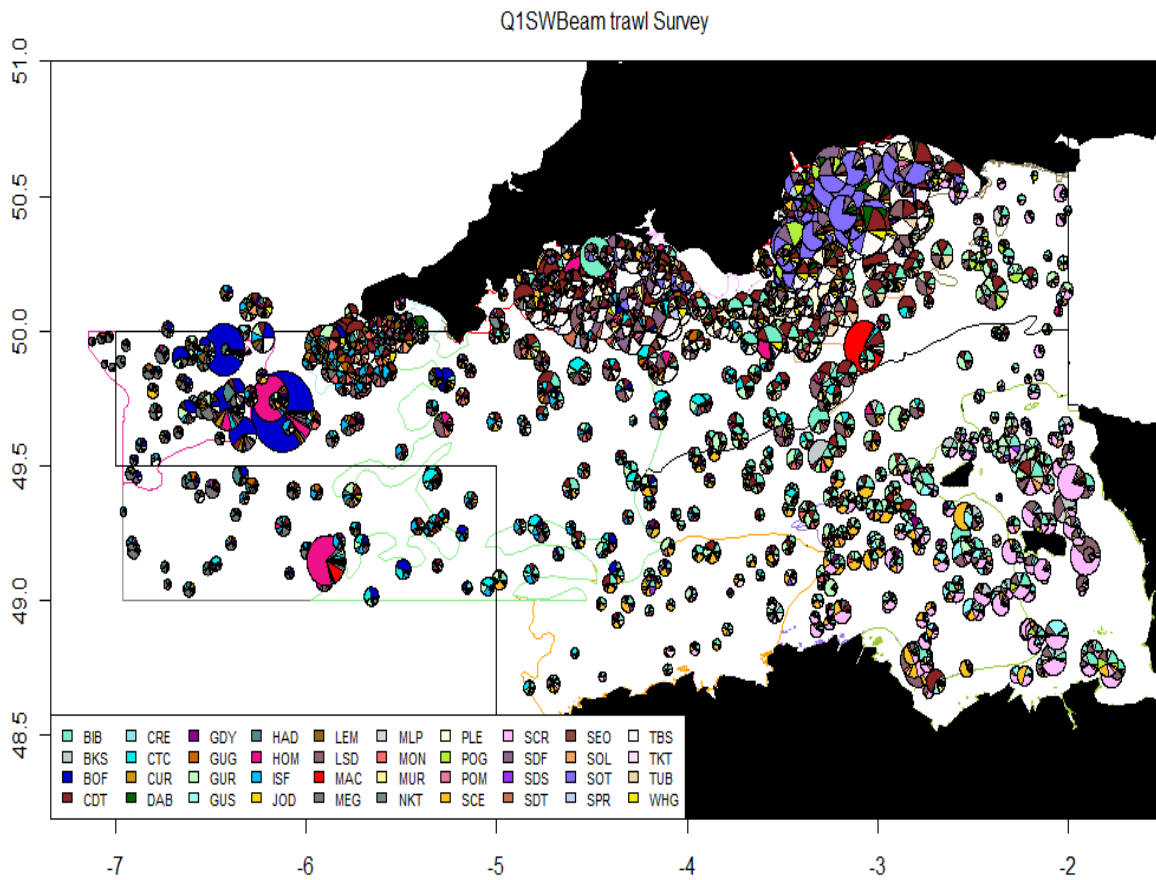 Q1SWBeam trawl Survey
51.0
50.5
50.0
49.5
49.0
48.5
BIB CRE GDY HAD LEM MLP PLE SCR SEO TBS
BKS CTC GUG HOM LSD MON POG SDF SOL TKT
BOF CUR GUR ISF MAC MUR POM SDS SOT TUB
CDT DAB GUS JOD MEG NKT SCE SDT SPR WHG
-7 -6 -5 -4 -3 -2